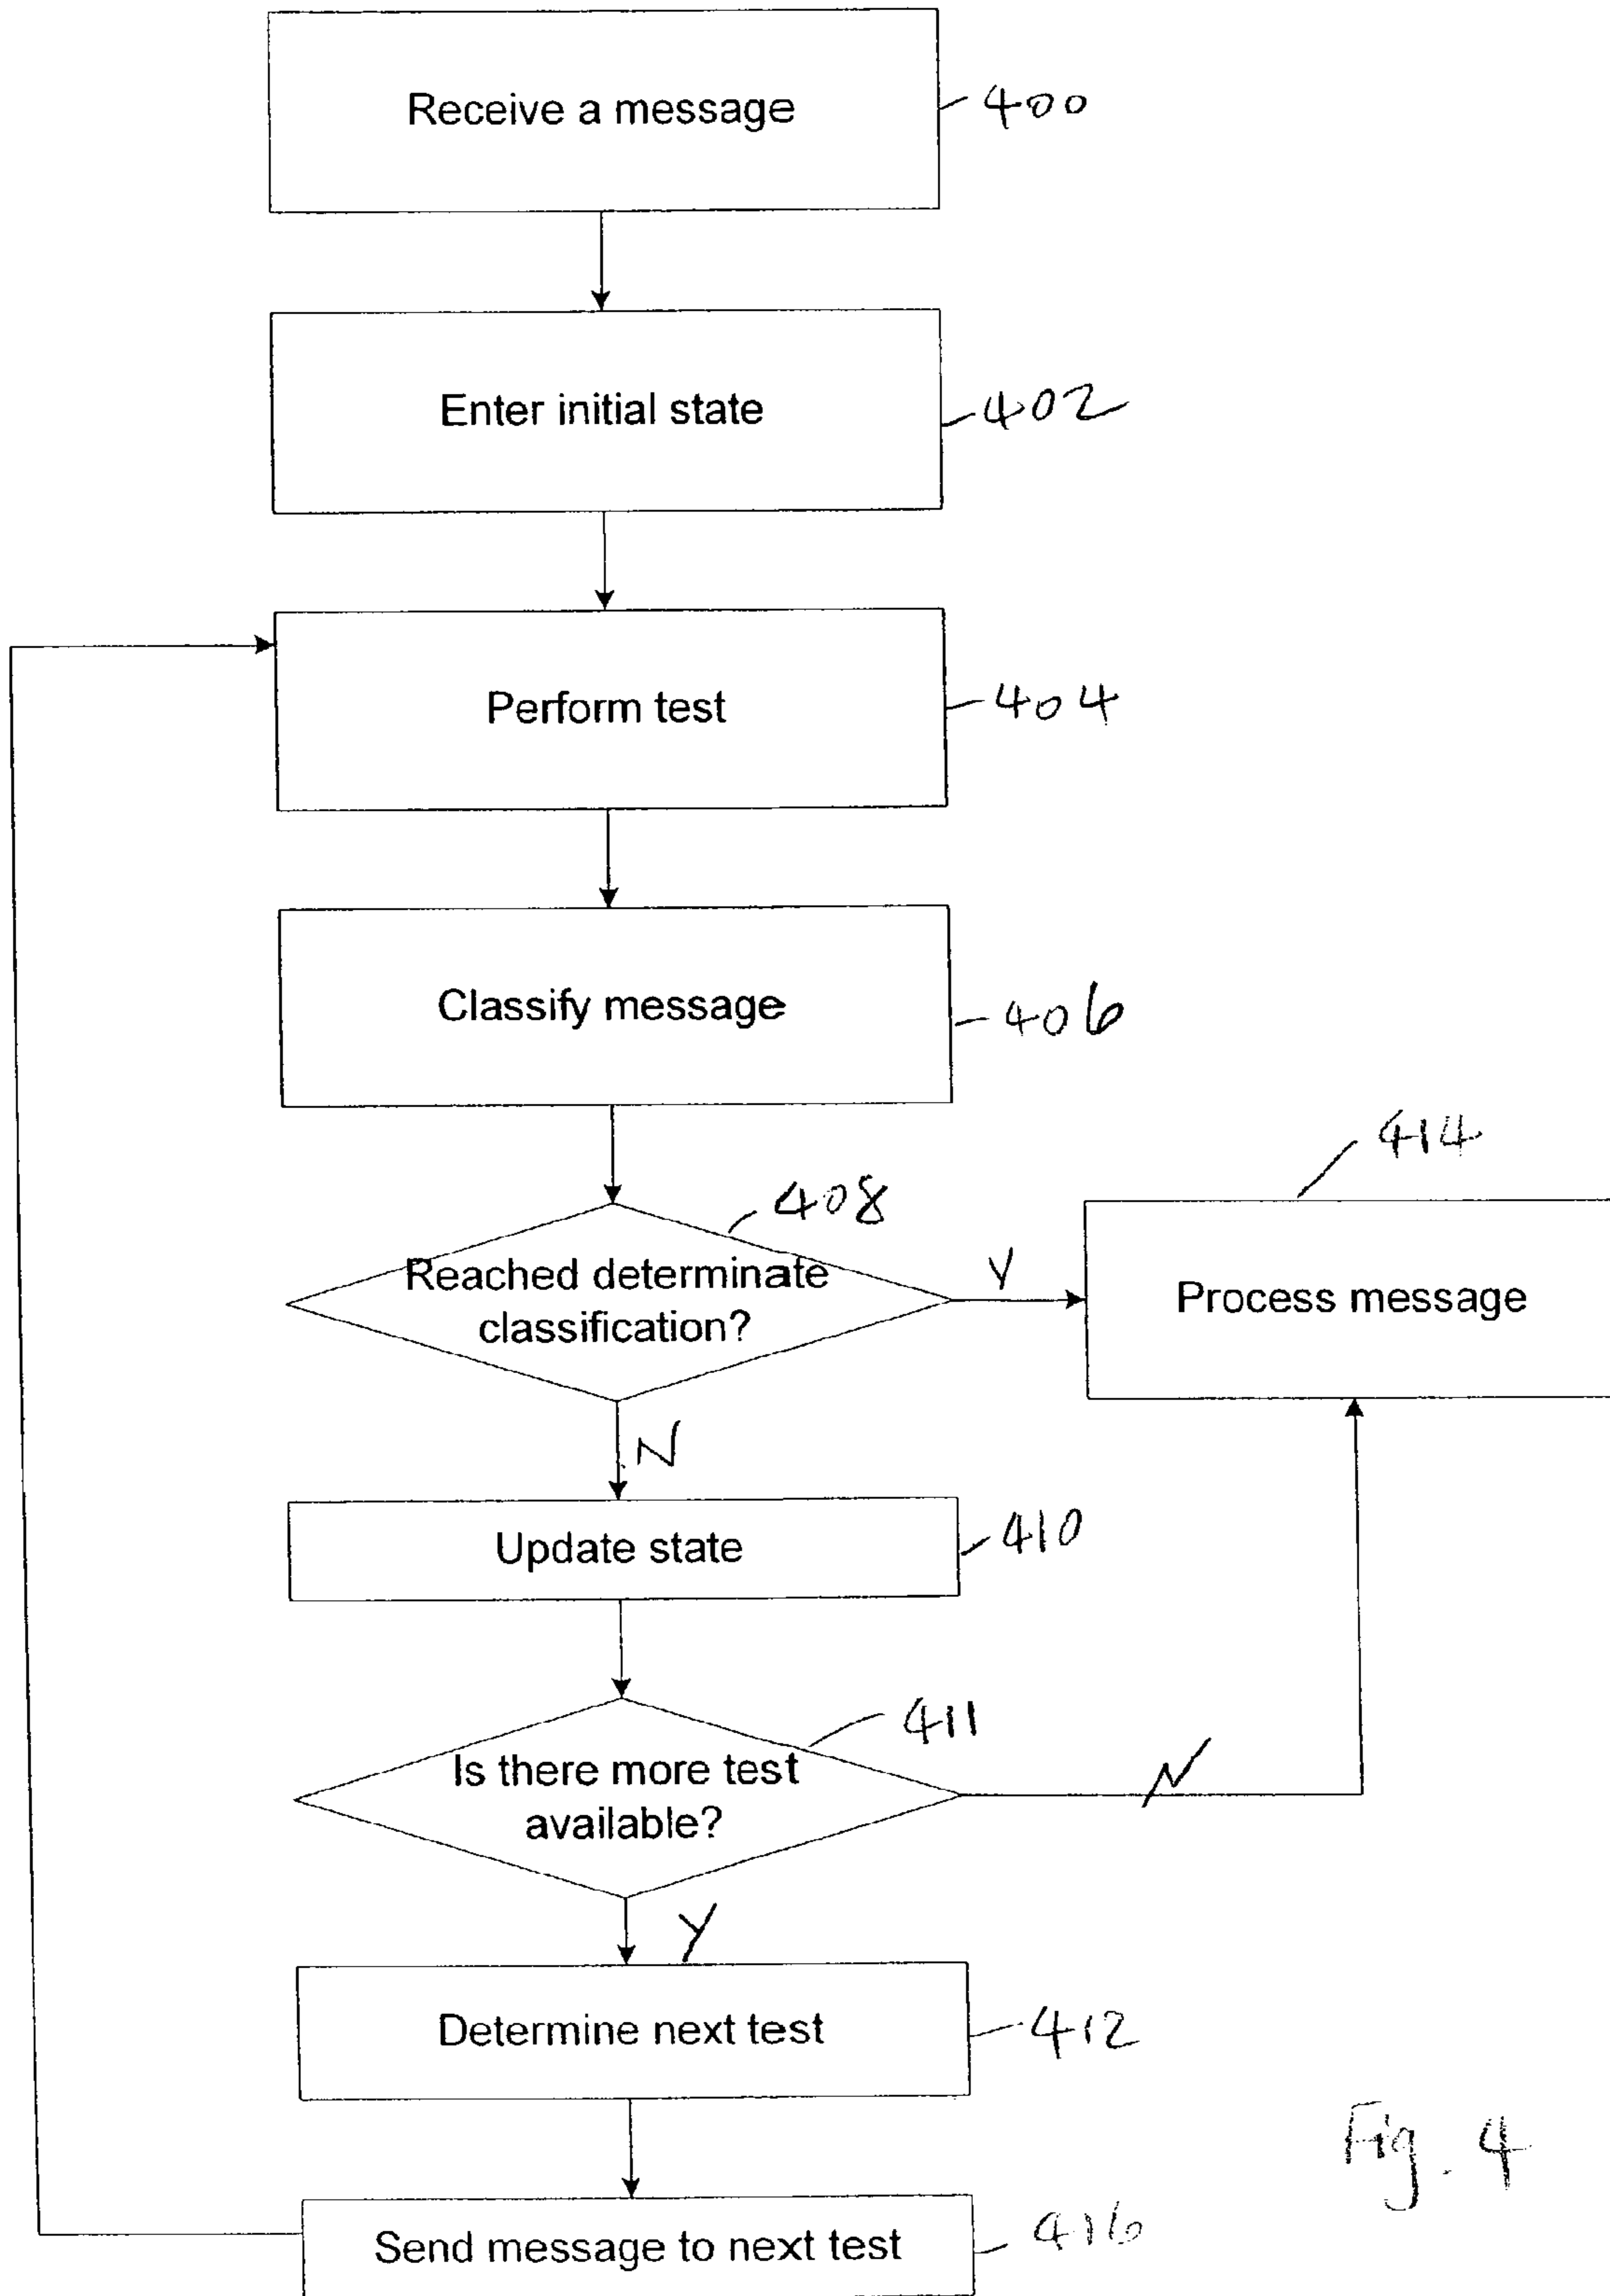 Receive a message
400
Enter initial state
402
Perform test
404
Classify message
406
408
Reached determinate
classification?
Y
414
Process message
N
Update state
410
411
Is there more test
available?
N
Y
Determine next test
412
Send message to next test
416
Fig. 4